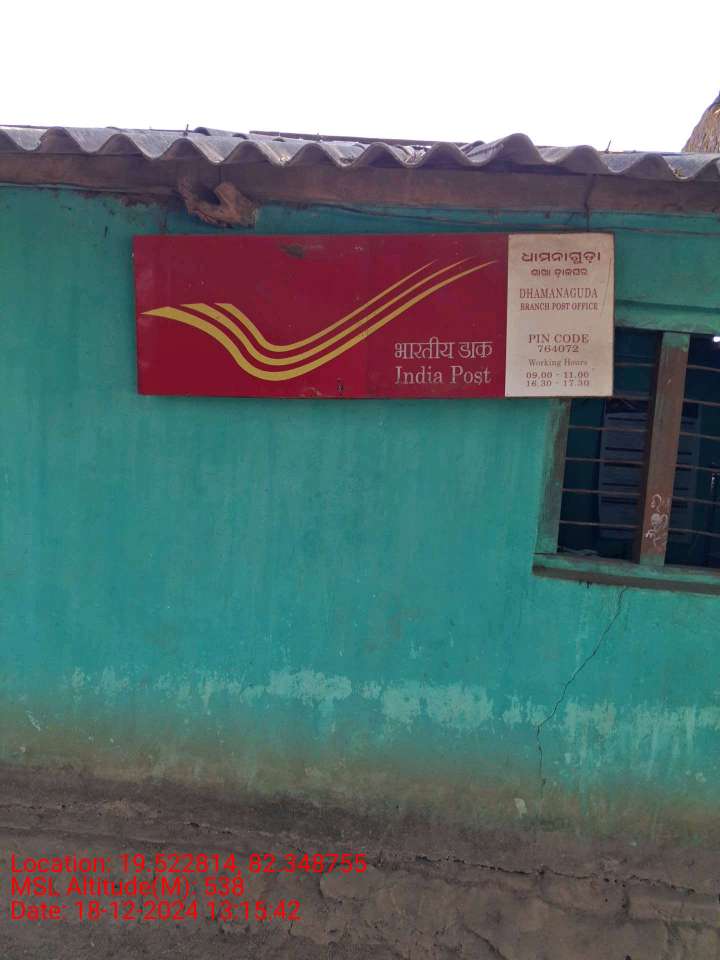 भारतीय डाक
India Post
ଧାମନାଗୁଡ଼ା
ଶାଖା ଡ଼ାକଘର
DHAMANAGUDA
BRANCH POST OFFICE
PIN CODE
764072
Working Hours
09.00 - 11.00
16.30 - 17.30
Location: 19.522814, 82.348755
MSL Altitude(M): 538
Date: 18-12-2024 13:15:42